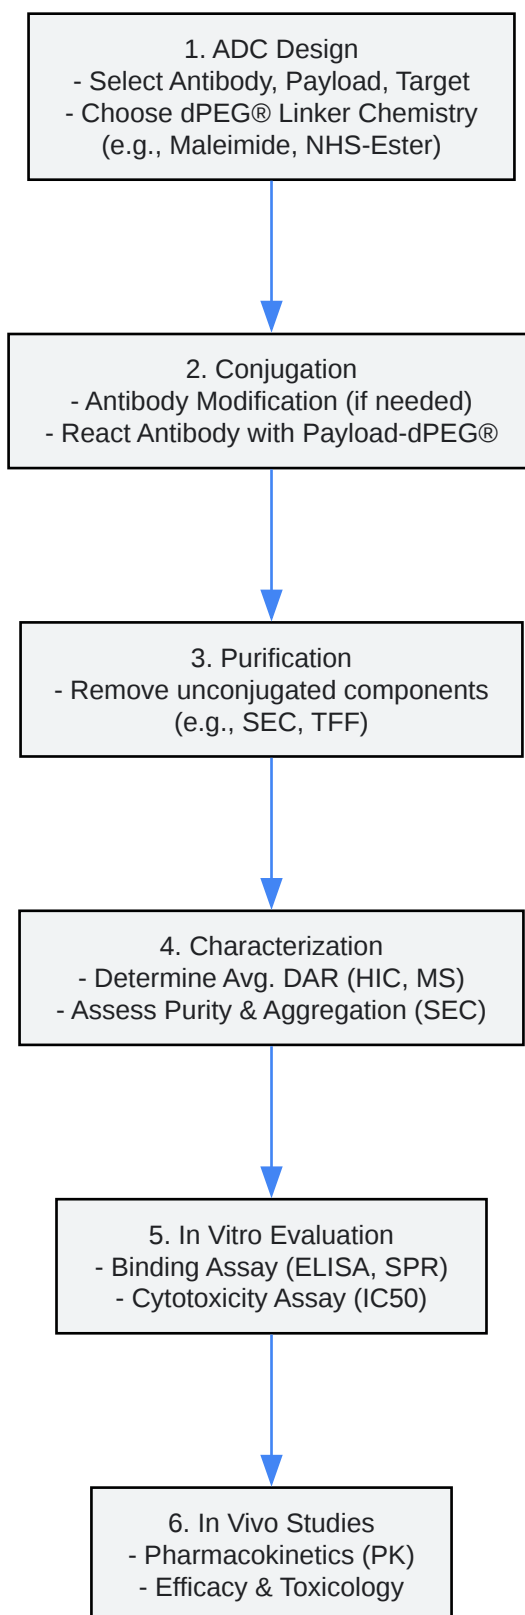 1. ADC Design
- Select Antibody, Payload, Target
- Choose dPEG® Linker Chemistry
(e.g., Maleimide, NHS-Ester)
2. Conjugation
- Antibody Modification (if needed)
- React Antibody with Payload-dPEG®
3. Purification
- Remove unconjugated components
(e.g., SEC, TFF)
4. Characterization
- Determine Avg. DAR (HIC, MS)
- Assess Purity & Aggregation (SEC)
5. In Vitro Evaluation
- Binding Assay (ELISA, SPR)
- Cytotoxicity Assay (IC50)
6. In Vivo Studies
- Pharmacokinetics (PK)
- Efficacy & Toxicology